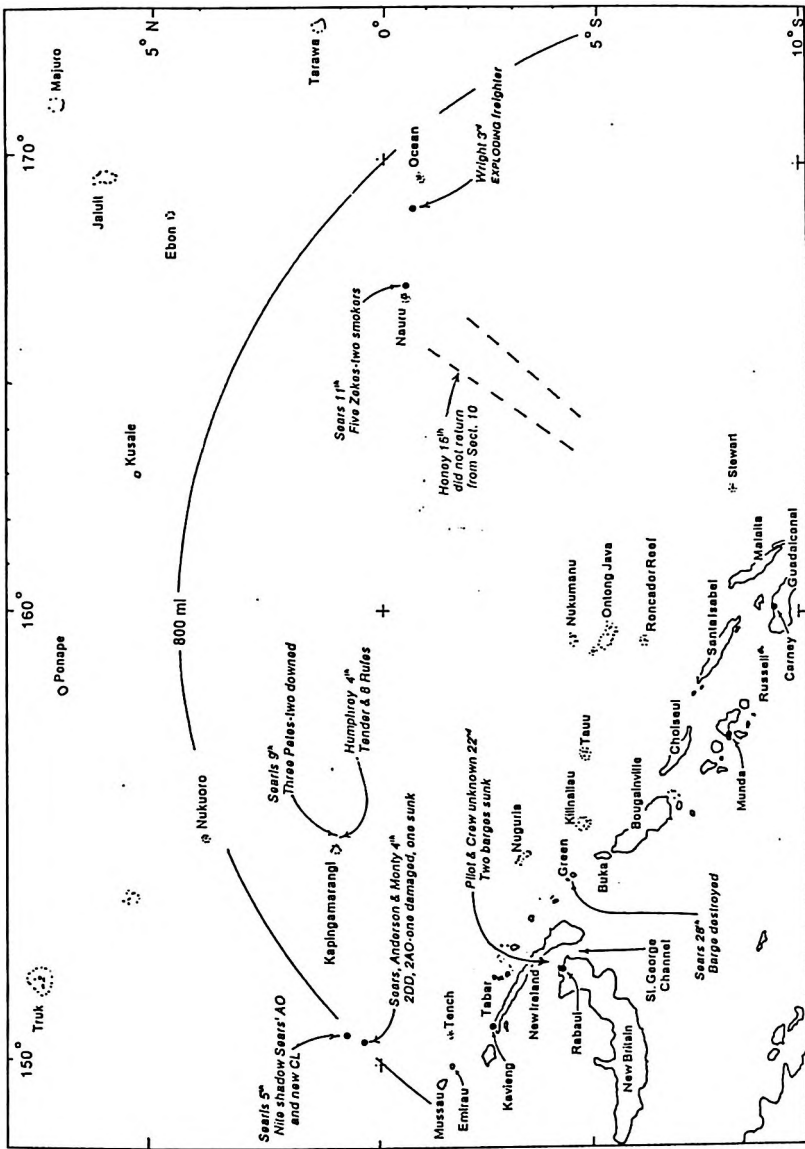 150°
160°
170°
5° N
0°
5° S
10° S
Truk
Ponape
Kusaie
Jaluit
Majuro
Ebon
Tarawa
Nukuoro
800 mi
Kapingamarangi
Searls 9th
Three Petes-two downed
Humphrey 4th
Tender & 8 Rufes
Searls 5th
Nite shadow Sears' AO
and new CL
Sears, Anderson & Monty 4th
2DD, 2AO-one damaged, one sunk
Sears 11th
Five Zekes-two smokers
Nauru
Ocean
Wright 3rd
EXPLODING freighter
Honey 15th
did not return
from Sect. 10
Mussau
Emirau
Tench
Tabar
Kavieng
New Ireland
Rabaul
New Britain
St. George
Channel
Pilot & Crew unknown 22nd
Two barges sunk
Nuguria
Green
Buka
Sears 28th
Barge destroyed
Kilinailau
Tauu
Nukumanu
Ontong Java
Roncador Reef
Bougainville
Choiseul
Santa Isabel
Munda
Russell
Carney
Guadalcanal
Malaita
Stewart